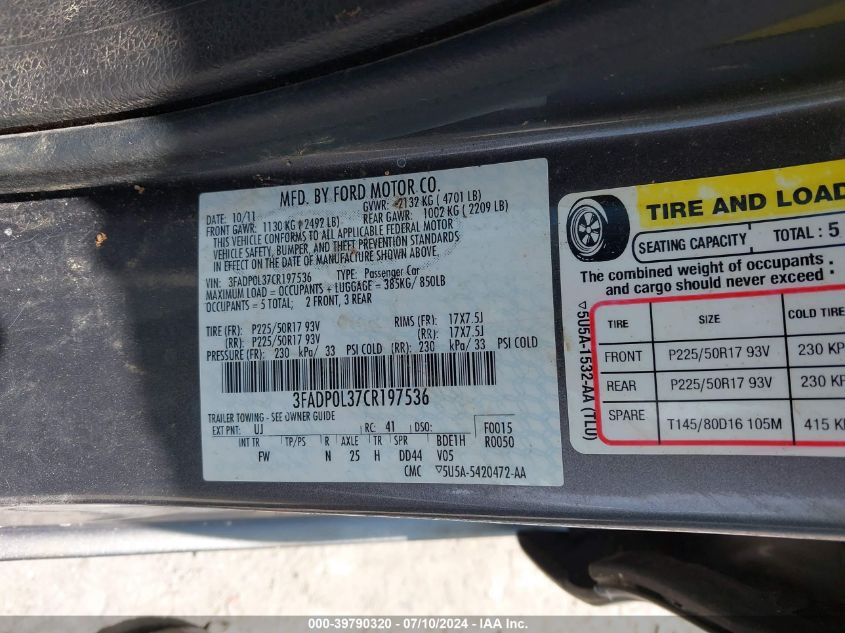 MFD. BY FORD MOTOR CO.
DATE: 10/11 GVWR: 2132 KG ( 4701 LB)
FRONT GAWR: 1130 KG ( 2492 LB) REAR GAWR: 1002 KG ( 2209 LB)
THIS VEHICLE CONFORMS TO ALL APPLICABLE FEDERAL MOTOR
VEHICLE SAFETY, BUMPER, AND THEFT PREVENTION STANDARDS
IN EFFECT ON THE DATE OF MANUFACTURE SHOWN ABOVE.
VIN: 3FADP0L37CR197536 TYPE: Passenger Car
MAXIMUM LOAD = OCCUPANTS + LUGGAGE = 385KG/ 850LB
OCCUPANTS = 5 TOTAL; 2 FRONT, 3 REAR
TIRE (FR): P225/50R17 93V RIMS (FR): 17X7.5J
(RR): P225/50R17 93V (RR): 17X7.5J
PRESSURE (FR): 230 kPa/ 33 PSI COLD (RR): 230 kPa/ 33 PSI COLD
3FADP0L37CR197536
TRAILER TOWING - SEE OWNER GUIDE
EXT PNT: UJ RC: 41 DSO: F0015
INT TR TP/PS R AXLE TR SPR BDE1H R0050
FW N 25 H DD44 V05
CMC ▽5U5A-5420472-AA
TIRE AND LOAD
SEATING CAPACITY TOTAL : 5
The combined weight of occupants
and cargo should never exceed :
TIRE SIZE COLD TIRE
FRONT P225/50R17 93V 230 KP
REAR P225/50R17 93V 230 KP
SPARE T145/80D16 105M 415 K
▽5U5A-1532-AA (TL0)
000-39790320 - 07/10/2024 - IAA Inc.